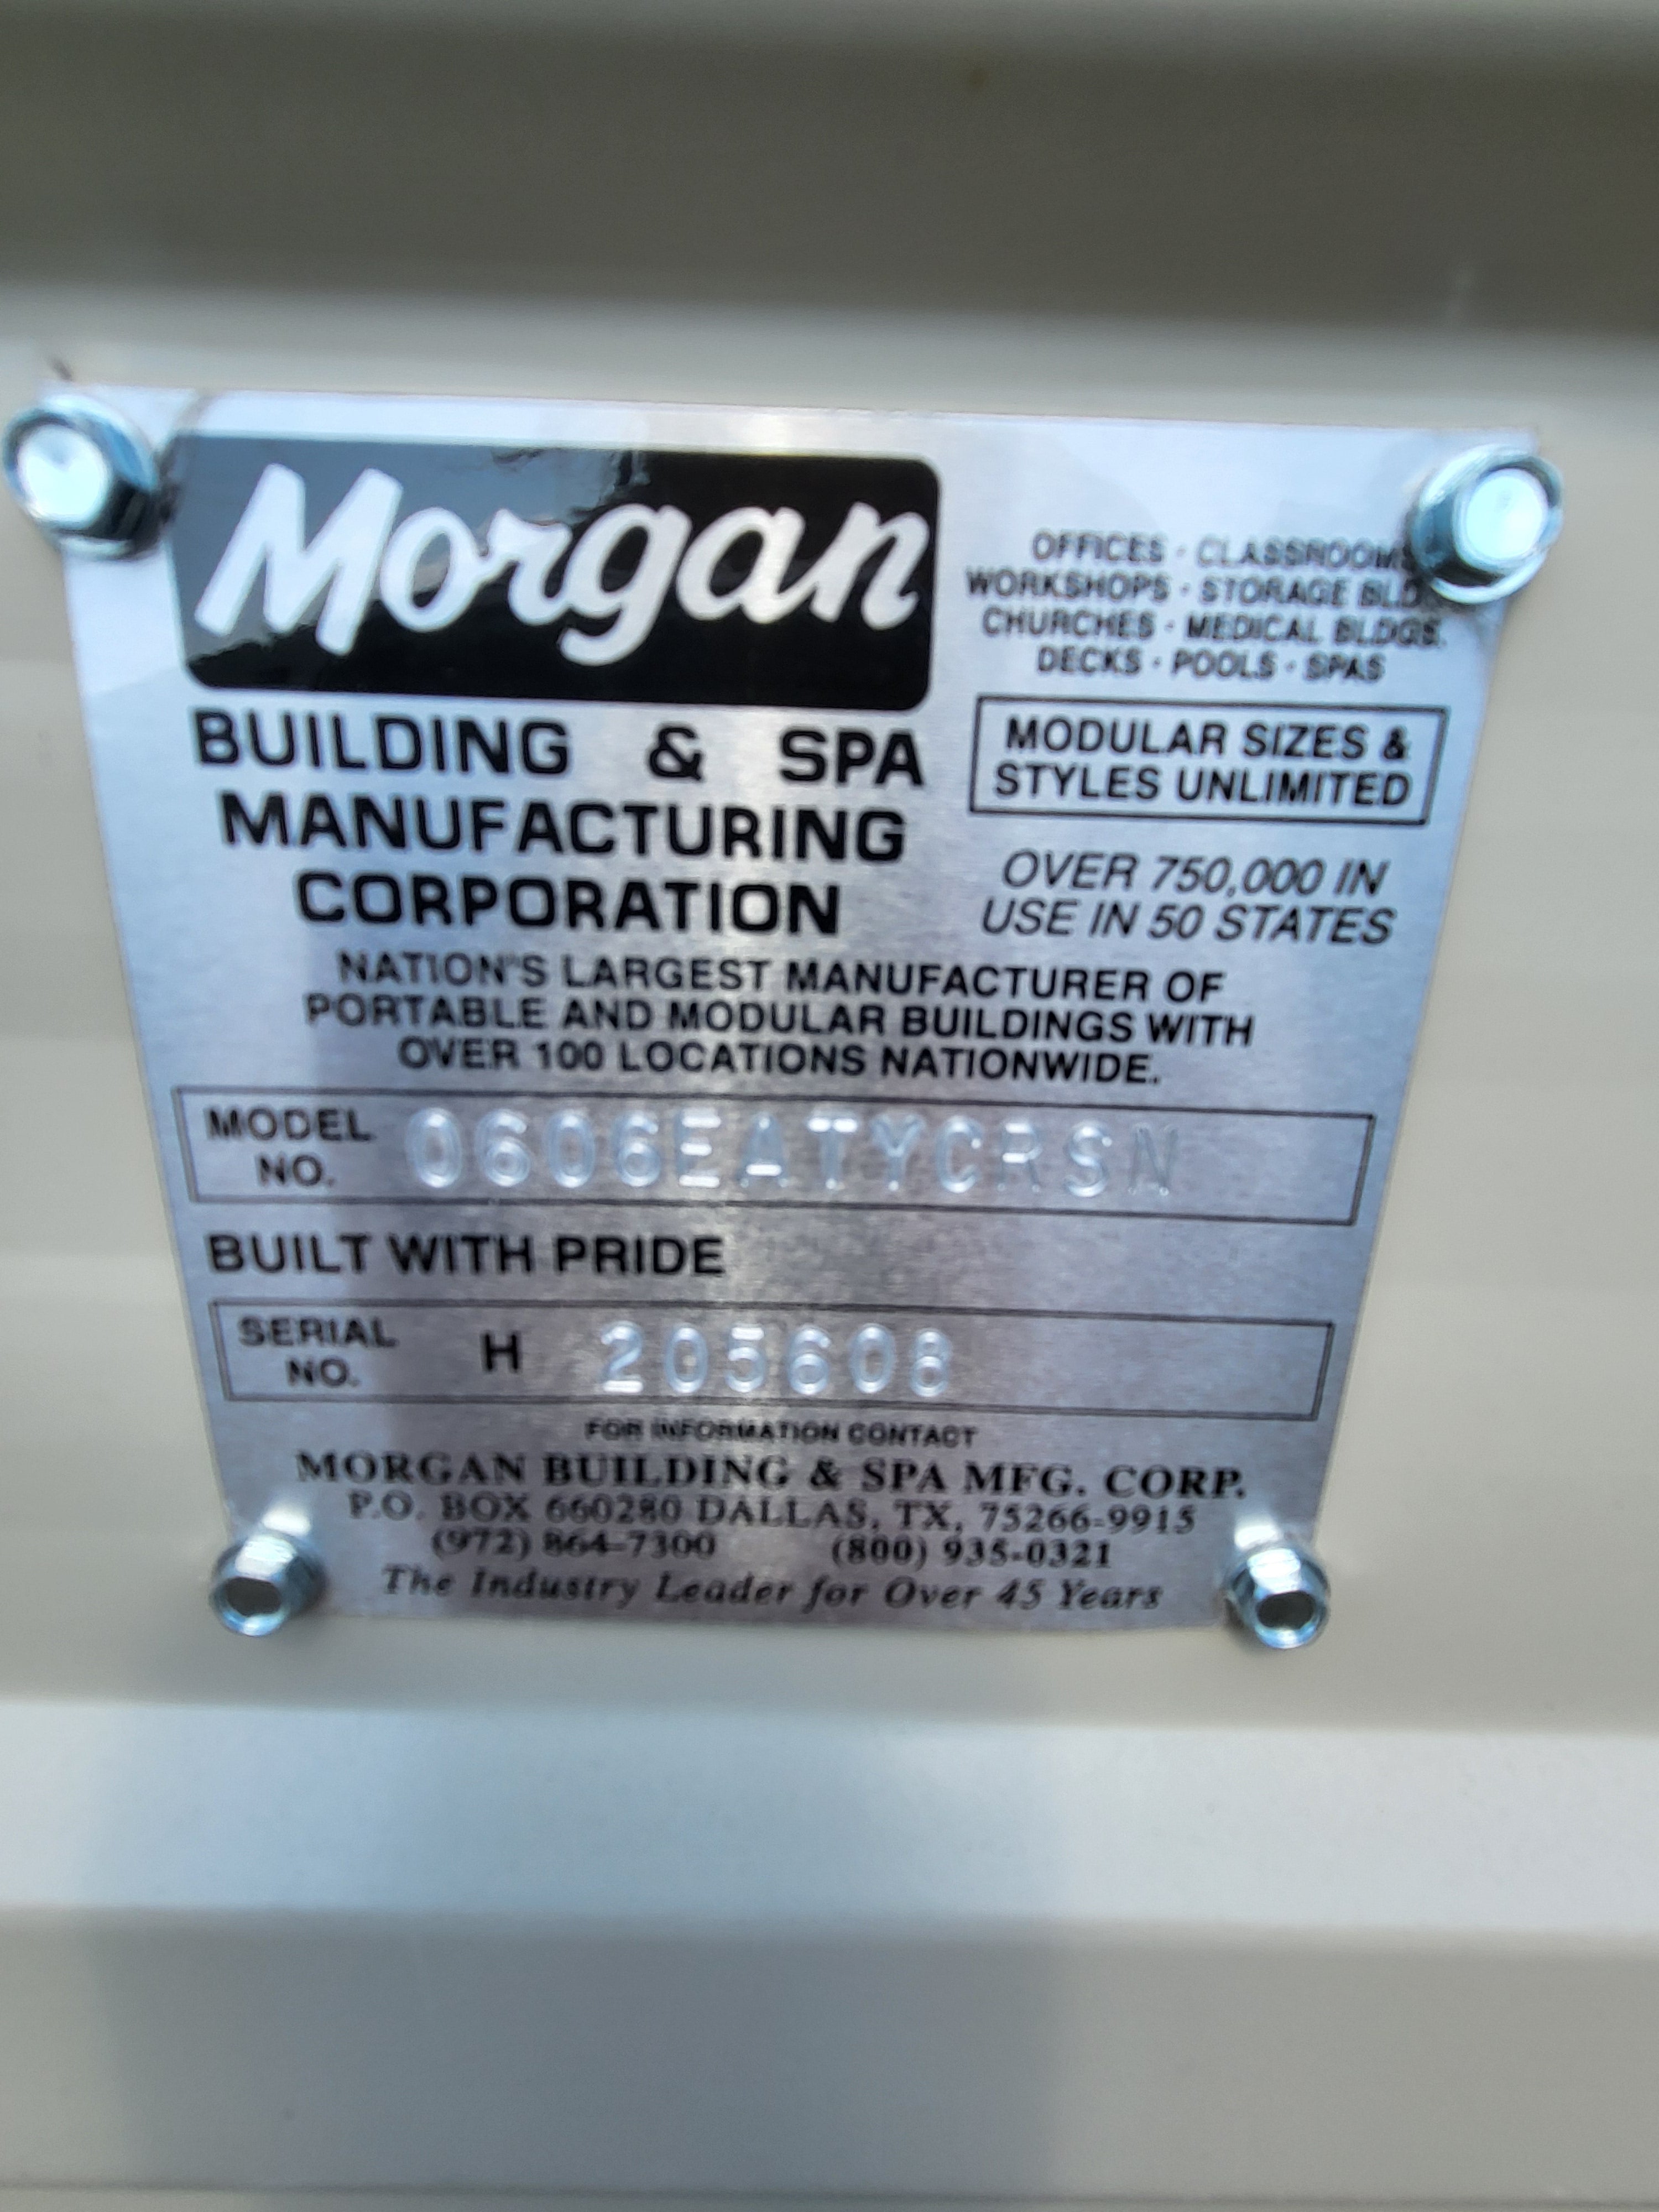 Morgan
BUILDING & SPA
MANUFACTURING
CORPORATION
OFFICES · CLASSROOMS
WORKSHOPS · STORAGE
CHURCHES · MEDICAL BLDGS.
DECKS · POOLS · SPAS
MODULAR SIZES &
STYLES UNLIMITED
OVER 750,000 IN
USE IN 50 STATES
NATION'S LARGEST MANUFACTURER OF
PORTABLE AND MODULAR BUILDINGS WITH
OVER 100 LOCATIONS NATIONWIDE.
MODEL NO. 0606EATYCRSN
BUILT WITH PRIDE
SERIAL NO. H 205608
FOR INFORMATION CONTACT
MORGAN BUILDING & SPA MFG. CORP.
P.O. BOX 660280 DALLAS, TX, 75266-9915
(972) 864-7300 (800) 935-0321
The Industry Leader for Over 45 Years